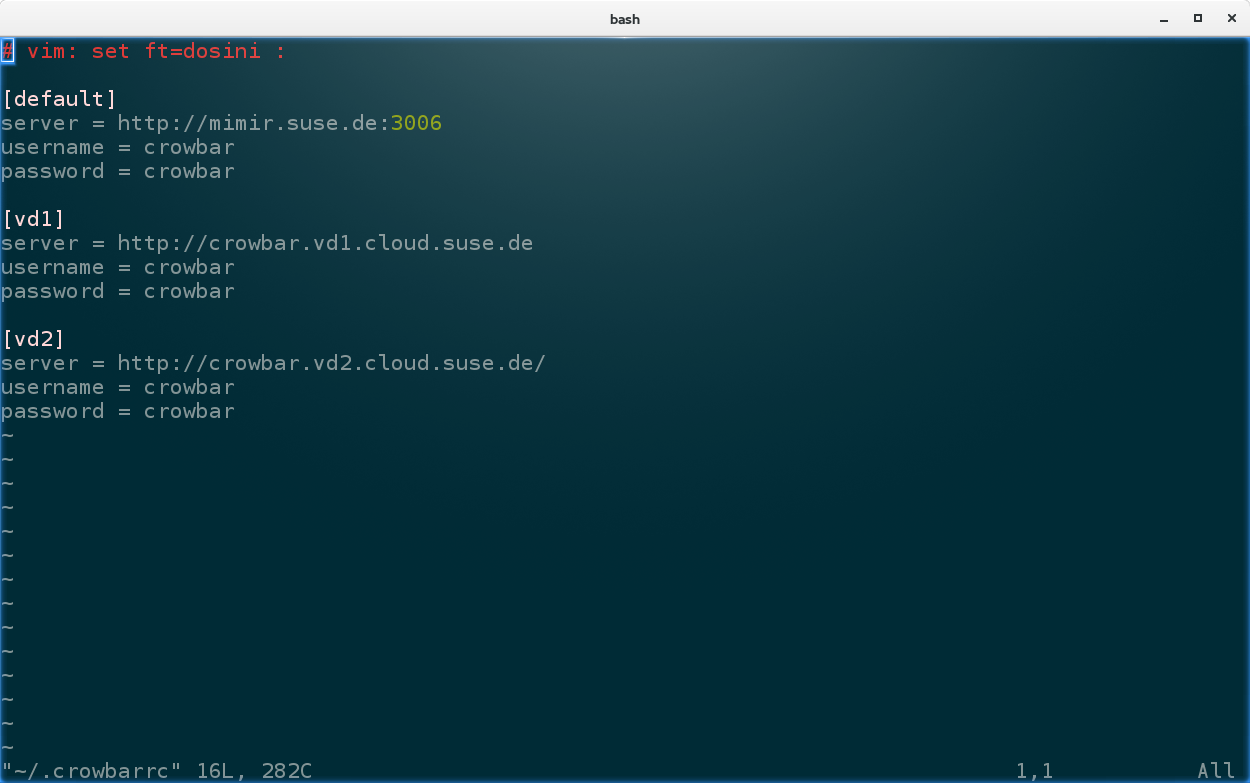 bash
# vim: set ft=dosini :
[default]
server = http://mimir.suse.de:3006
username = crowbar
password = crowbar
[vd1]
server = http://crowbar.vd1.cloud.suse.de
username = crowbar
password = crowbar
[vd2]
server = http://crowbar.vd2.cloud.suse.de/
username = crowbar
password = crowbar
~
~
~
~
~
~
~
~
~
~
~
~
~
~
"~/.crowbarrc" 16L, 282C 1,1 All